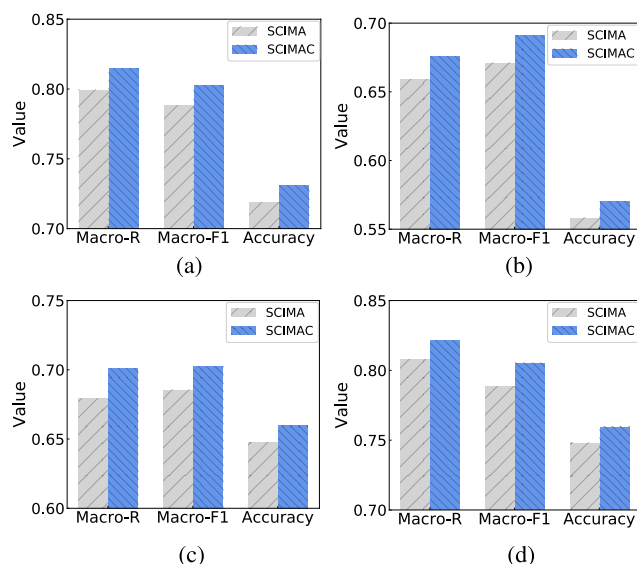 0.85
0.80
0.75
0.70
Value
SCIMA
SCIMAC
Macro-R Macro-F1 Accuracy
(a)
0.70
0.65
0.60
0.55
Value
SCIMA
SCIMAC
Macro-R Macro-F1 Accuracy
(b)
0.75
0.70
0.65
0.60
Value
SCIMA
SCIMAC
Macro-R Macro-F1 Accuracy
(c)
0.85
0.80
0.75
0.70
Value
SCIMA
SCIMAC
Macro-R Macro-F1 Accuracy
(d)